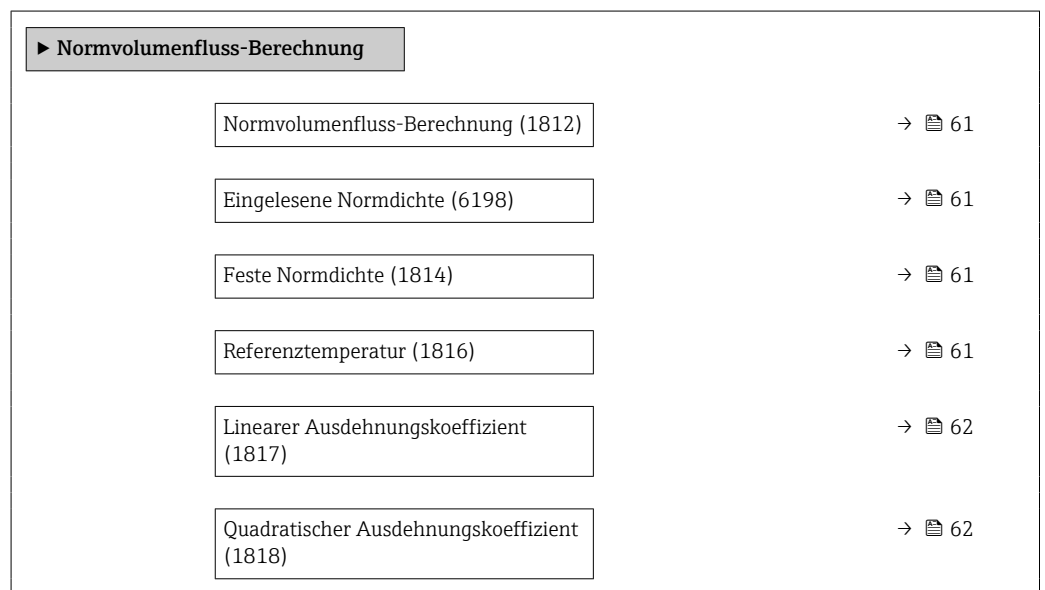 ▶ Normvolumenfluss-Berechnung
Normvolumenfluss-Berechnung (1812) → 61
Eingelesene Normdichte (6198) → 61
Feste Normdichte (1814) → 61
Referenztemperatur (1816) → 61
Linearer Ausdehnungskoeffizient → 62
(1817)
Quadratischer Ausdehnungskoeffizient → 62
(1818)